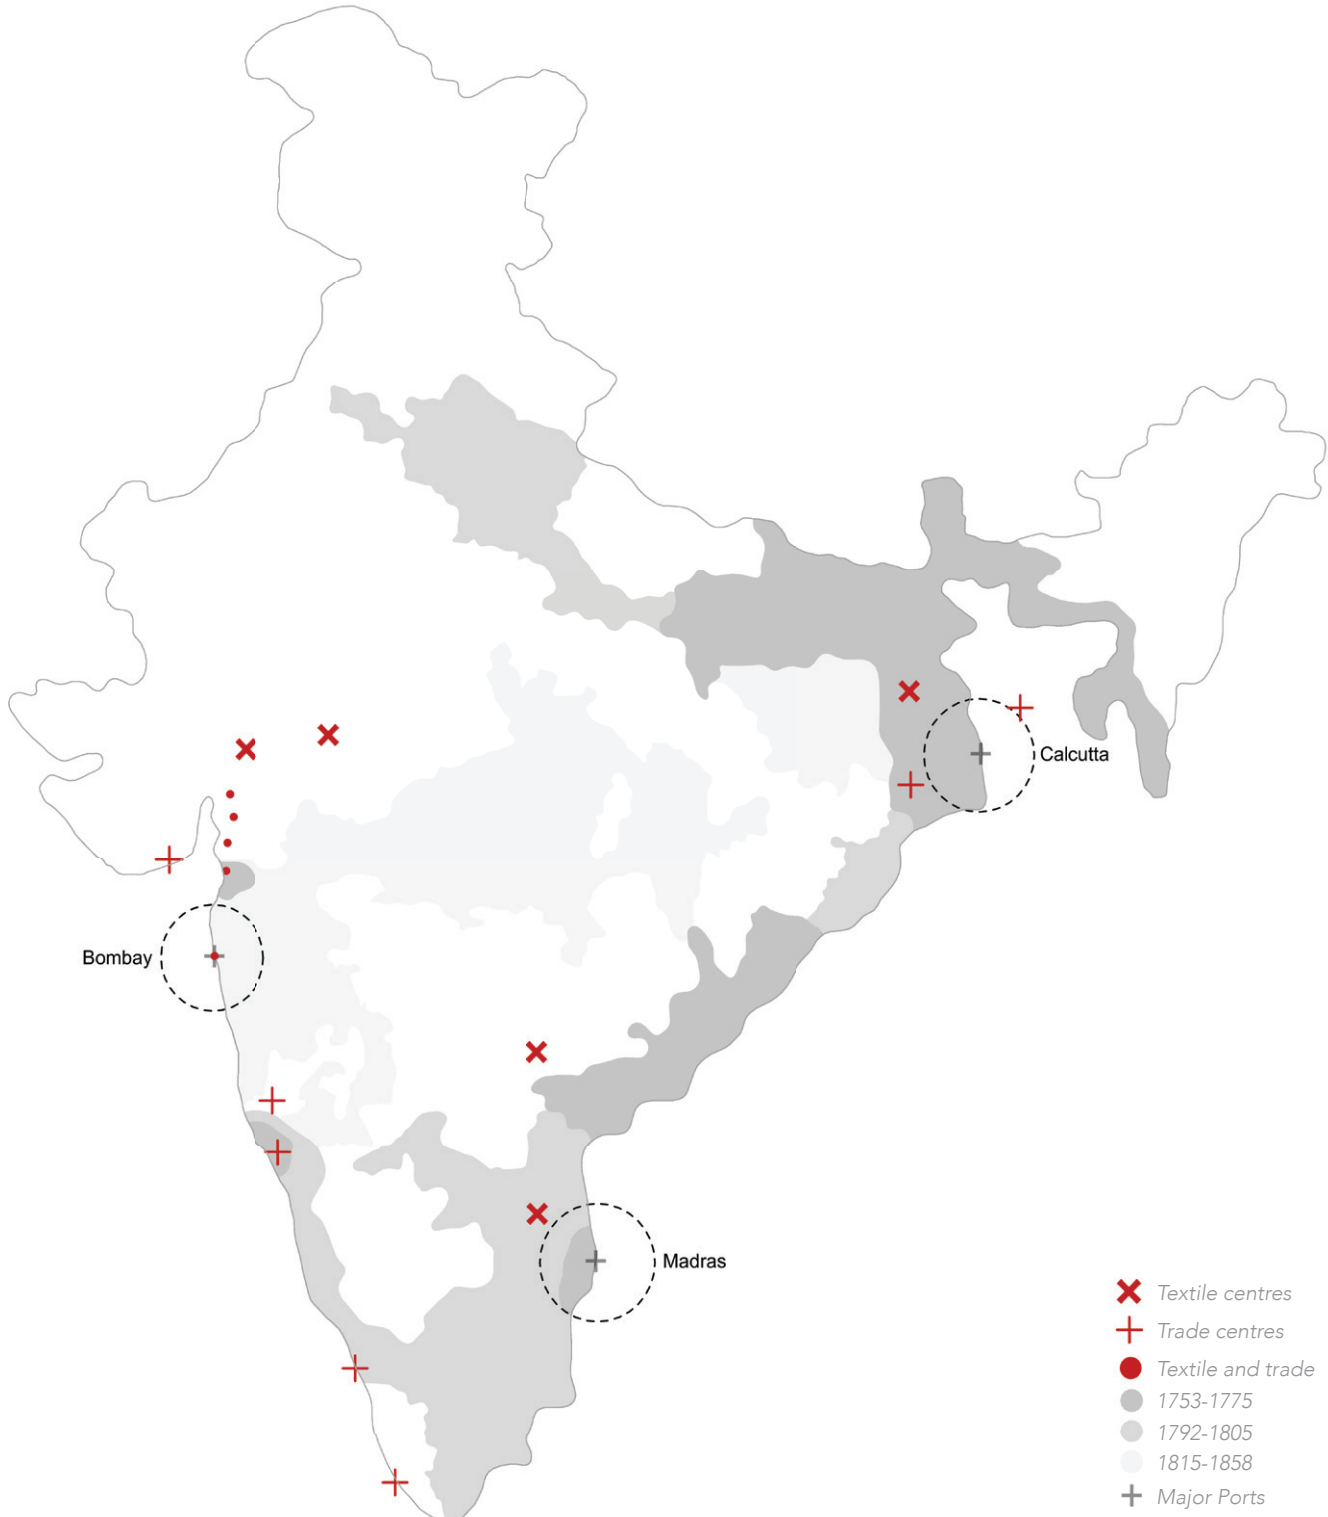 Calcutta
Bombay
Madras
Textile centres
Trade centres
Textile and trade
1753-1775
1792-1805
1815-1858
Major Ports